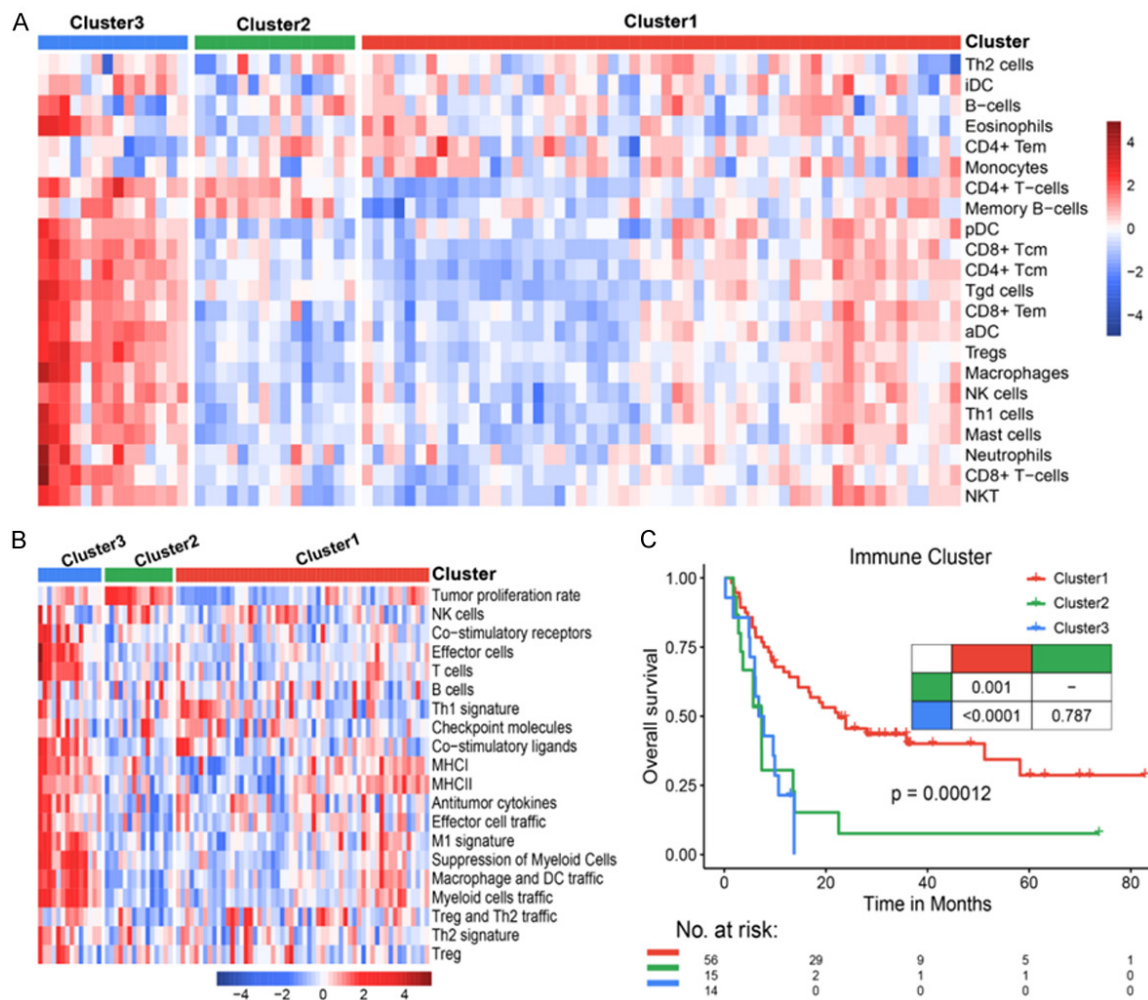 A
Cluster3
Cluster2
Cluster1
Cluster
Th2 cells
iDC
B−cells
Eosinophils
CD4+ Tem
Monocytes
CD4+ T−cells
Memory B−cells
pDC
CD8+ Tcm
CD4+ Tcm
Tgd cells
CD8+ Tem
aDC
Tregs
Macrophages
NK cells
Th1 cells
Mast cells
Neutrophils
CD8+ T−cells
NKT
4
2
0
−2
−4
B
Cluster3
Cluster2
Cluster1
Cluster
Tumor proliferation rate
NK cells
Co−stimulatory receptors
Effector cells
T cells
B cells
Th1 signature
Checkpoint molecules
Co−stimulatory ligands
MHCI
MHCII
Antitumor cytokines
Effector cell traffic
M1 signature
Suppression of Myeloid Cells
Macrophage and DC traffic
Myeloid cells traffic
Treg and Th2 traffic
Th2 signature
Treg
−4 −2 0 2 4
C
Immune Cluster
Cluster1
Cluster2
Cluster3
0.001 −
<0.0001 0.787
p = 0.00012
Overall survival
1.00
0.75
0.50
0.25
0.00
0 20 40 60 80
Time in Months
No. at risk:
56 29 9 5 1
15 2 1 1 0
14 0 0 0 0